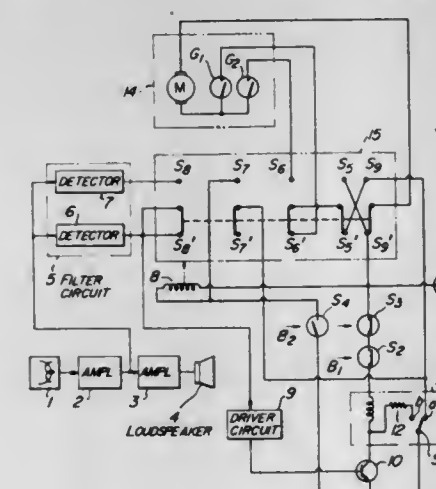 14
M
G1
G2
15
S8
S7
S6
S5
S9
DETECTOR
7
6
DETECTOR
S8'
S7'
S6'
S5'
S9'
5 FILTER CIRCUIT
8
S4
S3
B2
B1
S2
AMPL
AMPL
1
2
3
4
LOUDSPEAKER
9
DRIVER CIRCUIT
12
10